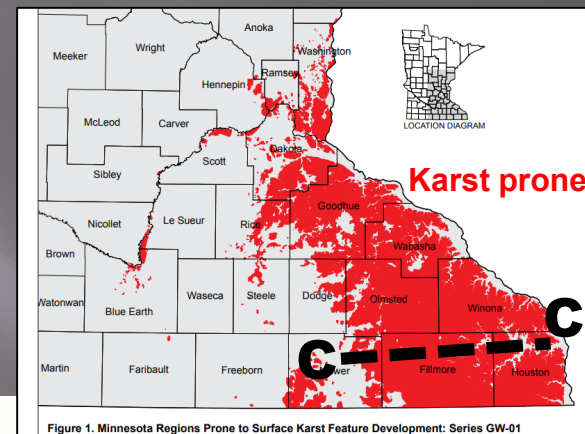 Anoka
Wright
Meeker
Washington
Ramsey
Hennepin
McLeod
Carver
LOCATION DIAGRAM
Dakota
Scott
Sibley
Karst prone
Goodhue
Nicollet
Le Sueur
Rice
Wabasha
Brown
Waseca
Steele
Dodge
Olmsted
Winona
Watonwan
Blue Earth
C
C
Martin
Faribault
Freeborn
Mower
Fillmore
Houston
Figure 1. Minnesota Regions Prone to Surface Karst Feature Development: Series GW-01